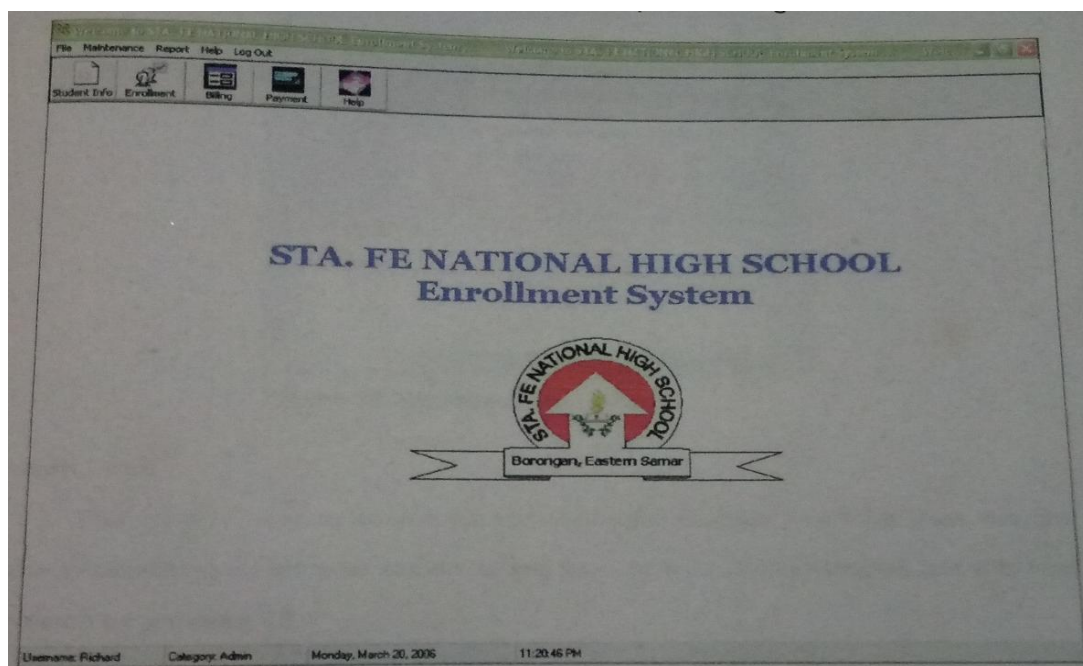 File Maintenance Report Help Log Out
Student Info Enrollment Billing Payment Help
STA. FE NATIONAL HIGH SCHOOL
Enrollment System
STA. FE NATIONAL HIGH SCHOOL
Borongan, Eastern Samar
Username: Richard Category: Admin Monday, March 20, 2006 11:20:46 PM